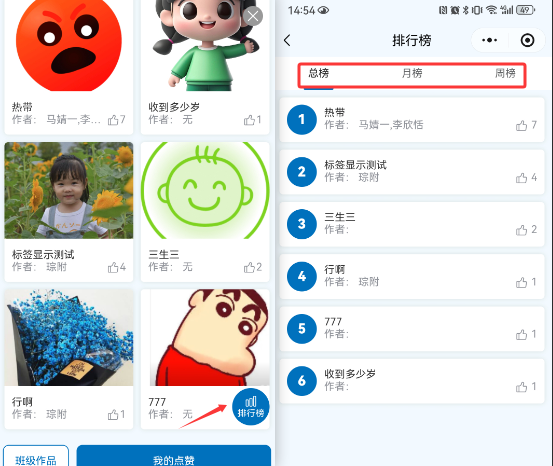 热带
作者： 马婧一,李... 7
收到多少岁
作者： 无 1
标签显示测试
作者： 琮附 4
三生三
作者： 无 2
行啊
作者： 琮附 1
777
作者： 无
排行榜
班级作品
我的点赞
14:54
49
排行榜
总榜 月榜 周榜
1
热带
作者： 马婧一,李欣恬 7
2
标签显示测试
作者： 琮附 4
3
三生三
作者： 2
4
行啊
作者： 琮附 1
5
777
作者： 1
6
收到多少岁
作者： 1